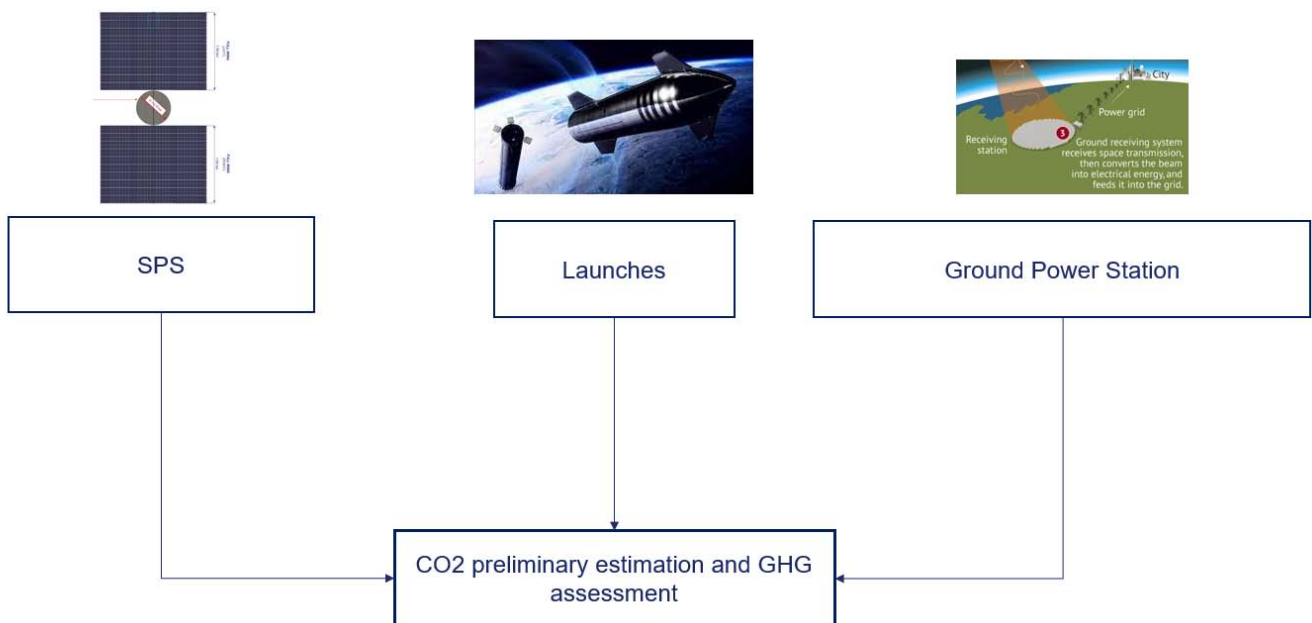 City
Power grid
Receiving
station
3
Ground receiving system
receives space transmission,
then converts the beam
into electrical energy, and
feeds it into the grid.
SPS
Launches
Ground Power Station
CO2 preliminary estimation and GHG
assessment